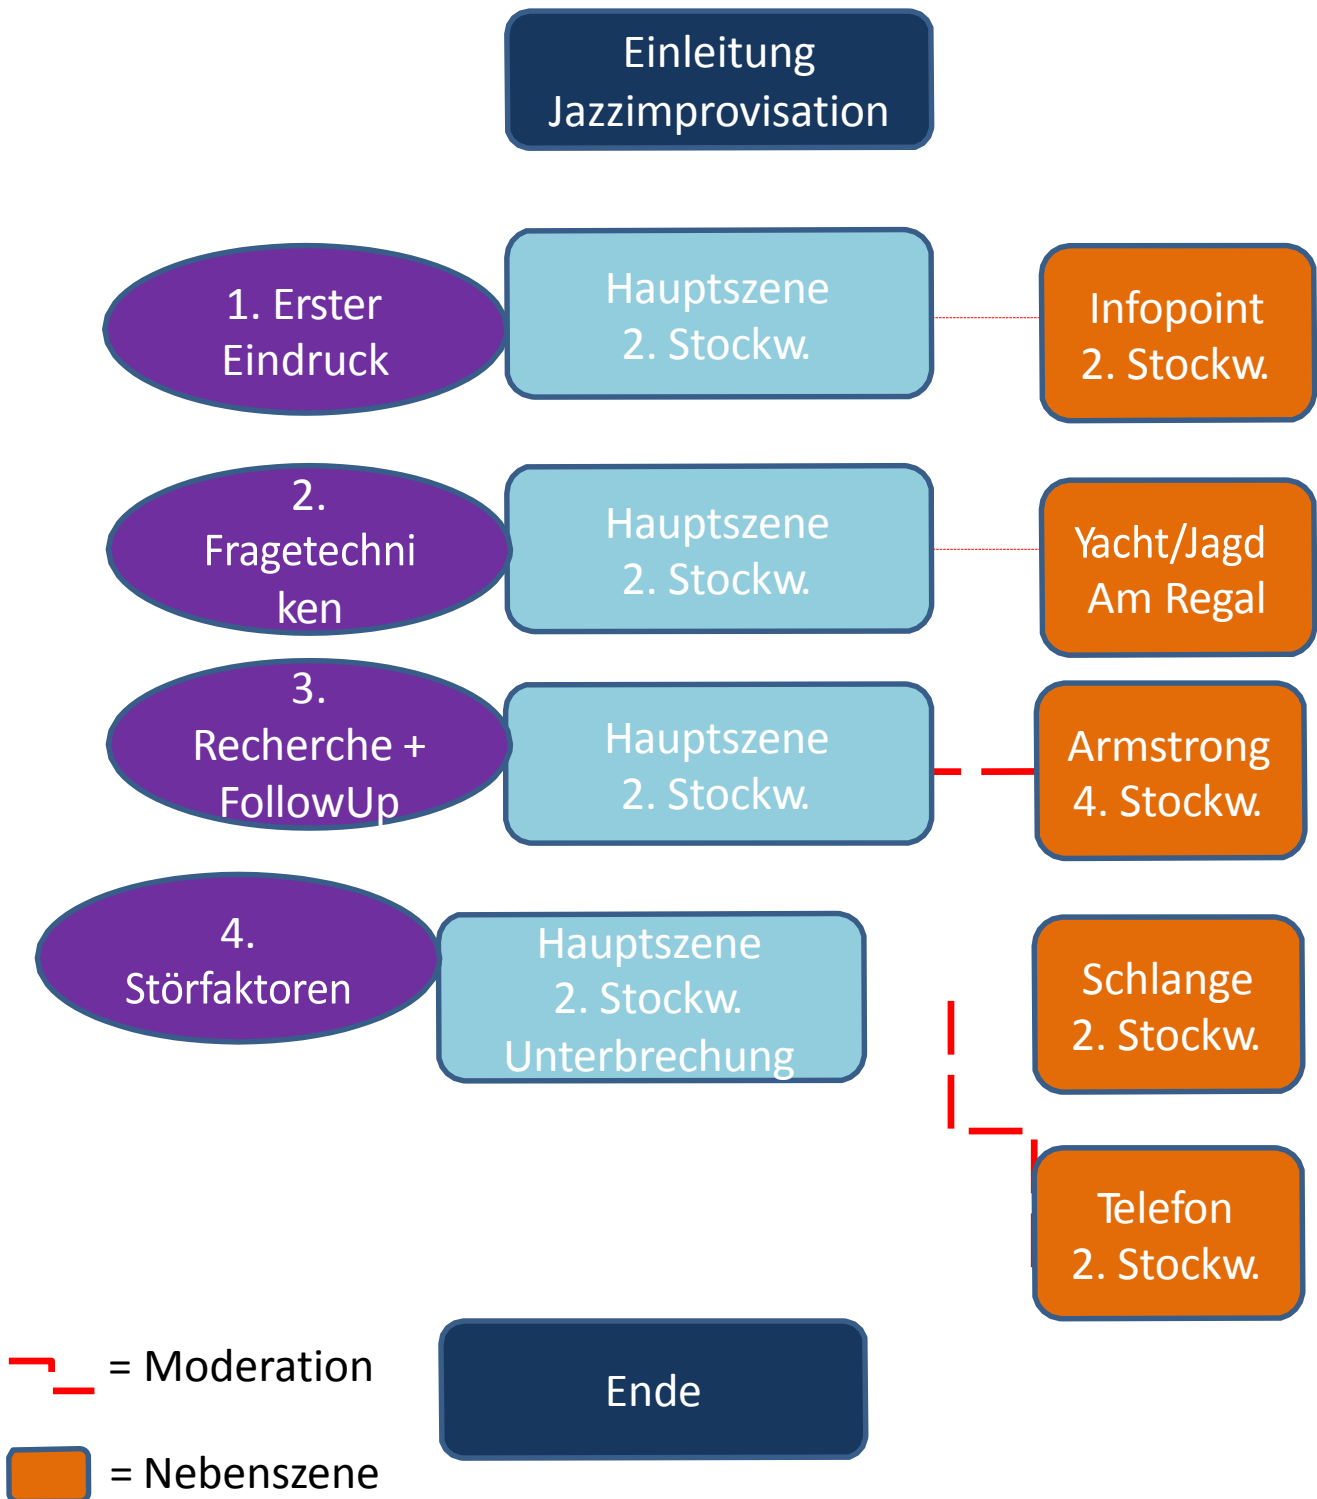 Einleitung
Jazzimprovisation
1. Erster
Eindruck
Hauptszene
2. Stockw.
Infopoint
2. Stockw.
2.
Fragetechni
ken
Hauptszene
2. Stockw.
Yacht/Jagd
Am Regal
3.
Recherche +
FollowUp
Hauptszene
2. Stockw.
Armstrong
4. Stockw.
4.
Störfaktoren
Hauptszene
2. Stockw.
Unterbrechung
Schlange
2. Stockw.
Telefon
2. Stockw.
= Moderation
Ende
= Nebenszene